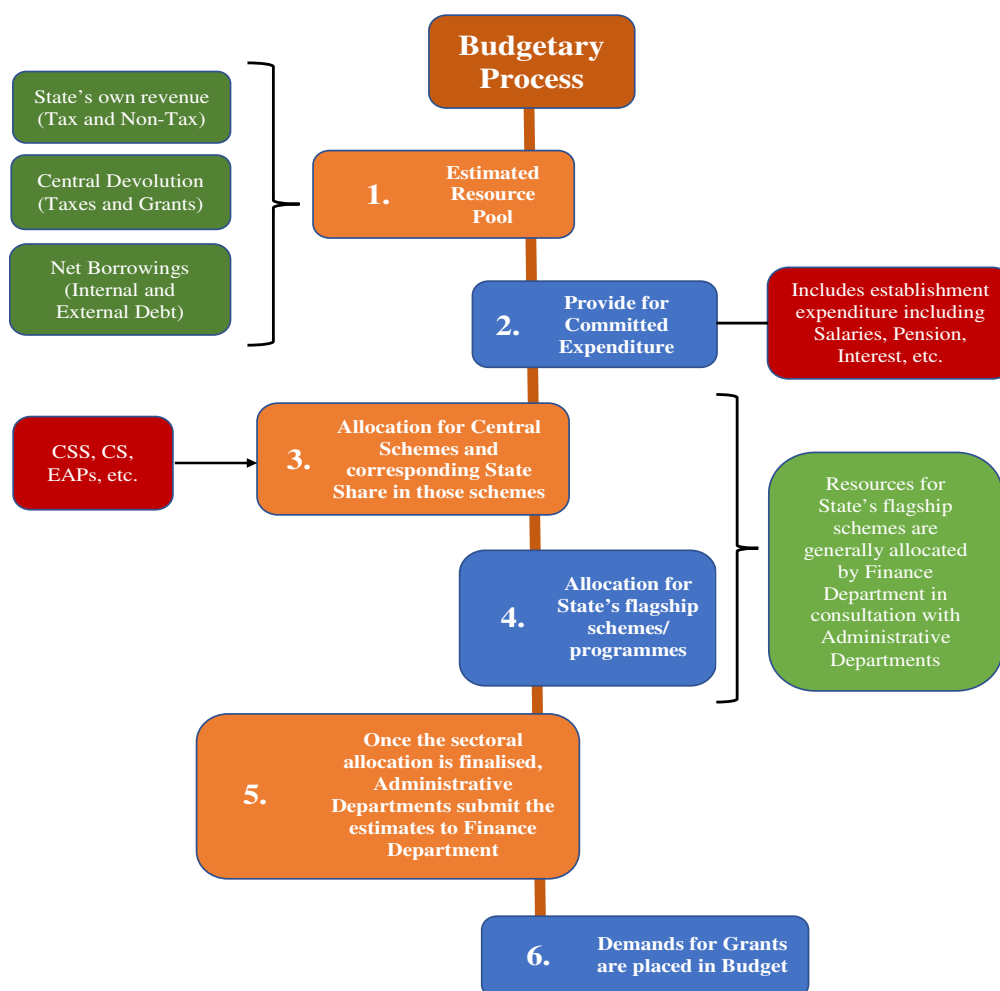 Budgetary
Process
State’s own revenue
(Tax and Non-Tax)
Central Devolution
(Taxes and Grants)
Net Borrowings
(Internal and
External Debt)
1.
Estimated
Resource
Pool
2.
Provide for
Committed
Expenditure
Includes establishment
expenditure including
Salaries, Pension,
Interest, etc.
CSS, CS,
EAPs, etc.
3.
Allocation for Central
Schemes and
corresponding State
Share in those schemes
4.
Allocation for
State’s flagship
schemes/
programmes
Resources for
State’s flagship
schemes are
generally allocated
by Finance
Department in
consultation with
Administrative
Departments
5.
Once the sectoral
allocation is finalised,
Administrative
Departments submit the
estimates to Finance
Department
6.
Demands for Grants
are placed in Budget